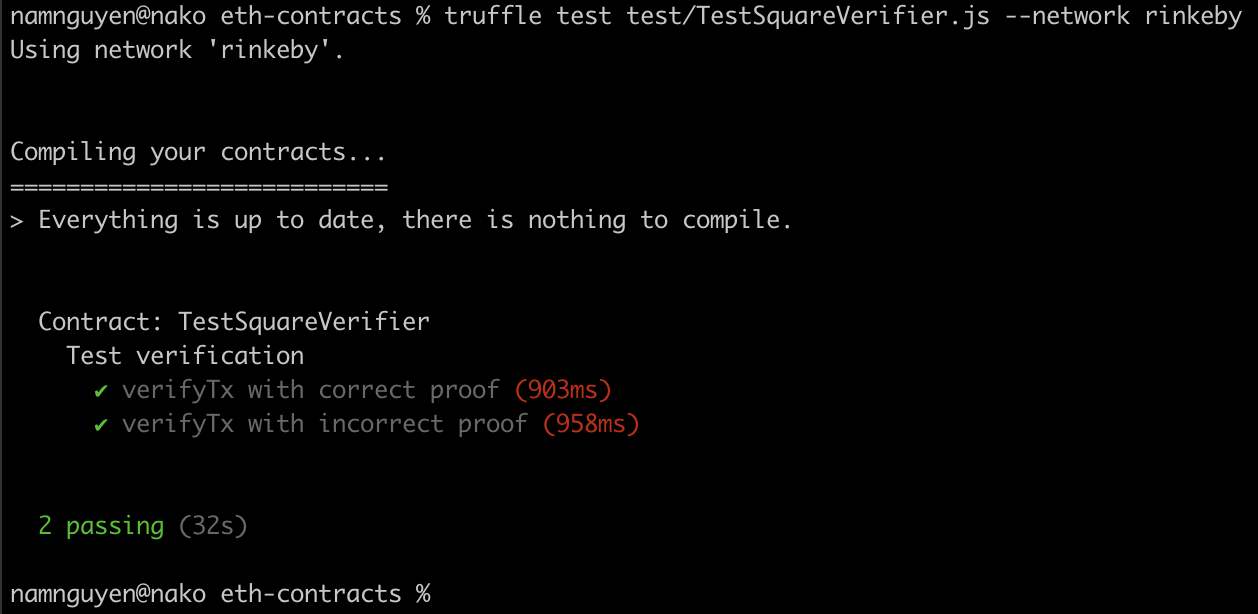 namnguyen@nako eth-contracts % truffle test test/TestSquareVerifier.js --network rinkeby
Using network 'rinkeby'.
Compiling your contracts...
===========================
> Everything is up to date, there is nothing to compile.
Contract: TestSquareVerifier
Test verification
✔ verifyTx with correct proof (903ms)
✔ verifyTx with incorrect proof (958ms)
2 passing (32s)
namnguyen@nako eth-contracts %